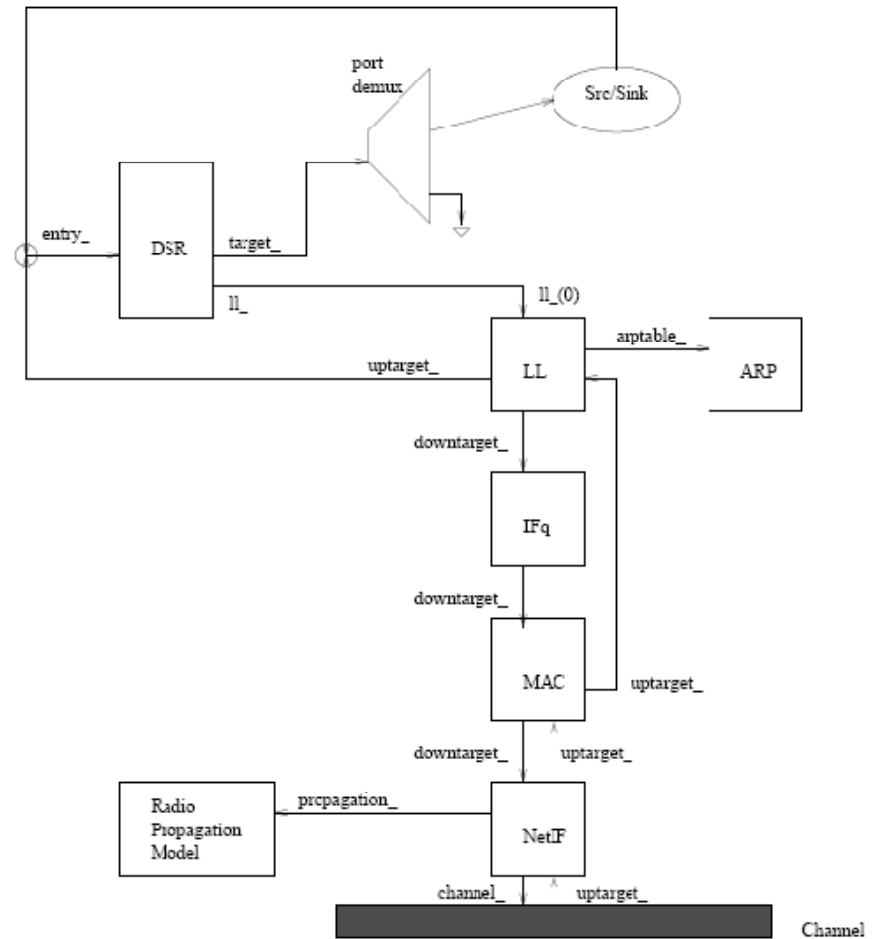 port
demux
Src/Sink
entry_
DSR
target_
ll_
ll_(0)
arptable_
uptarget_
LL
ARP
downtarget_
IFq
downtarget_
MAC
uptarget_
downtarget_
uptarget_
Radio
Propagation
Model
prcpagation_
NetIF
channel_
uptarget_
Channel